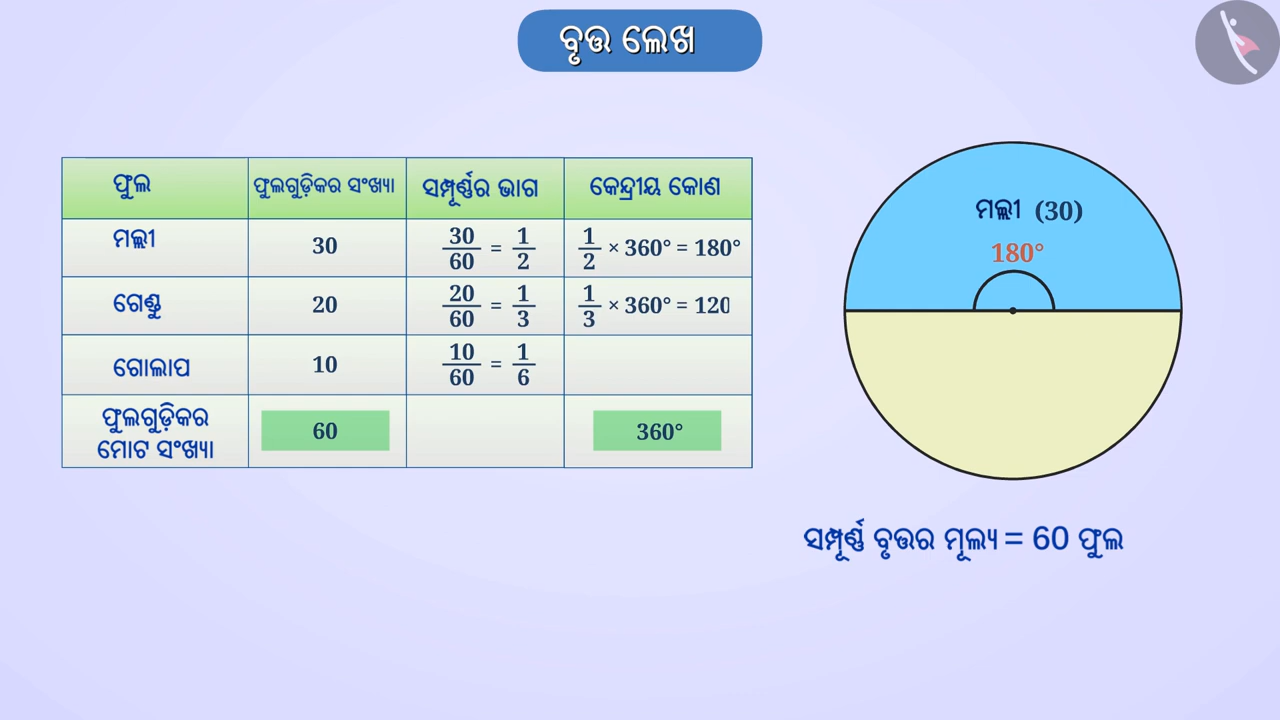 ବୃତ୍ତ ଲେଖ
ଫୁଲ ଫୁଲଗୁଡ଼ିକର ସଂଖ୍ୟା ସମ୍ପୂର୍ଣ୍ଣର ଭାଗ କେନ୍ଦ୍ରୀୟ କୋଣ
ମଲ୍ଲୀ 30 30/60 = 1/2 1/2 × 360° = 180°
ଗେଣ୍ଡୁ 20 20/60 = 1/3 1/3 × 360° = 120
ଗୋଲାପ 10 10/60 = 1/6
ଫୁଲଗୁଡ଼ିକର
ମୋଟ ସଂଖ୍ୟା 60 360°
ମଲ୍ଲୀ (30)
180°
ସମ୍ପୂର୍ଣ୍ଣ ବୃତ୍ତର ମୂଲ୍ୟ = 60 ଫୁଲ